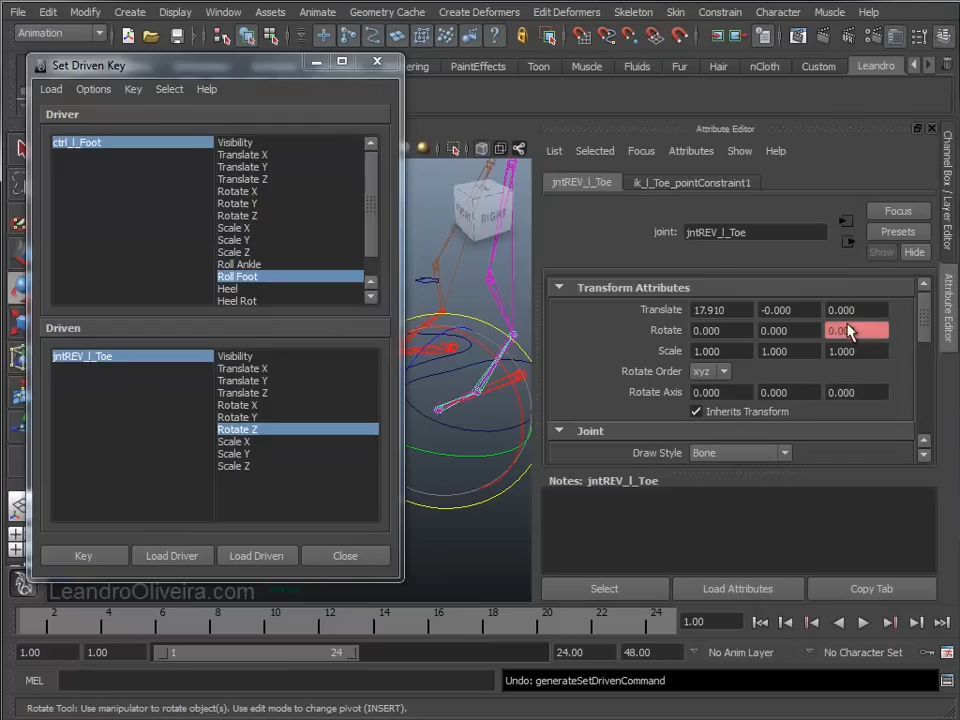 File Edit Modify Create Display Window Assets Animate Geometry Cache Create Deformers Edit Deformers Skeleton Skin Constrain Character Muscle Help
Animation
PaintEffects Toon Muscle Fluids Fur Hair nCloth Custom Leandro
Set Driven Key
Load Options Key Select Help
Driver
ctrl_l_Foot
Visibility
Translate X
Translate Y
Translate Z
Rotate X
Rotate Y
Rotate Z
Scale X
Scale Y
Scale Z
Roll Ankle
Roll Foot
Heel
Heel Rot
Driven
jntREV_l_Toe
Visibility
Translate X
Translate Y
Translate Z
Rotate X
Rotate Y
Rotate Z
Scale X
Scale Y
Scale Z
Key Load Driver Load Driven Close
RIGHT
Attribute Editor
List Selected Focus Attributes Show Help
jntREV_l_Toe ik_l_Toe_pointConstraint1
joint: jntREV_l_Toe
Focus
Presets
Show Hide
Transform Attributes
Translate 17.910 -0.000 0.000
Rotate 0.000 0.000
Scale 1.000 1.000 1.000
Rotate Order xyz
Rotate Axis 0.000 0.000 0.000
Inherits Transform
Joint
Draw Style Bone
Notes: jntREV_l_Toe
Select Load Attributes Copy Tab
Channel Box / Layer Editor
Attribute Editor
LeandroOliveira.com
2 4 6 8 10 12 14 16 18 20 22 24
1.00
1.00 1.00 1 24 24.00 48.00 No Anim Layer No Character Set
MEL Undo: generateSetDrivenCommand
Rotate Tool: Use manipulator to rotate object(s). Use edit mode to change pivot (INSERT).